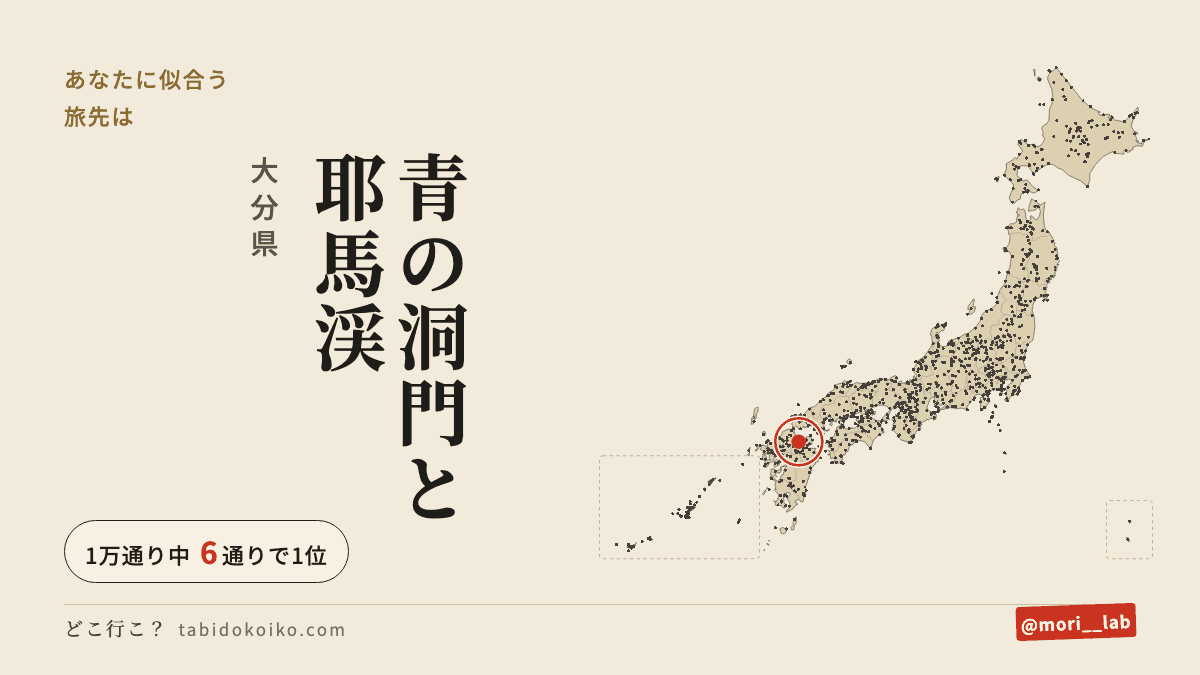 あなたに似合う
旅先は
青の洞門と
耶馬渓
大分県
1万通り中 6通りで1位
どこ行こ？ tabidokoiko.com
@mori__lab